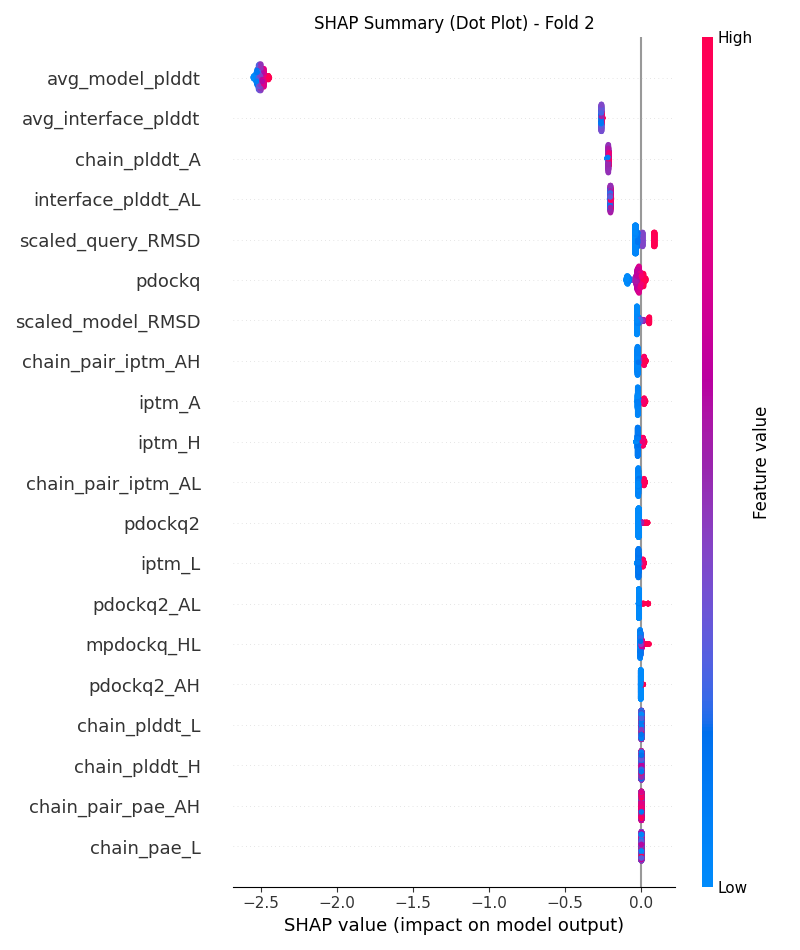 SHAP Summary (Dot Plot) - Fold 2
High
avg_model_plddt
avg_interface_plddt
chain_plddt_A
interface_plddt_AL
scaled_query_RMSD
pdockq
scaled_model_RMSD
chain_pair_iptm_AH
iptm_A
iptm_H
chain_pair_iptm_AL
pdockq2
iptm_L
pdockq2_AL
mpdockq_HL
pdockq2_AH
chain_plddt_L
chain_plddt_H
chain_pair_pae_AH
chain_pae_L
Feature value
Low
−2.5 −2.0 −1.5 −1.0 −0.5 0.0
SHAP value (impact on model output)